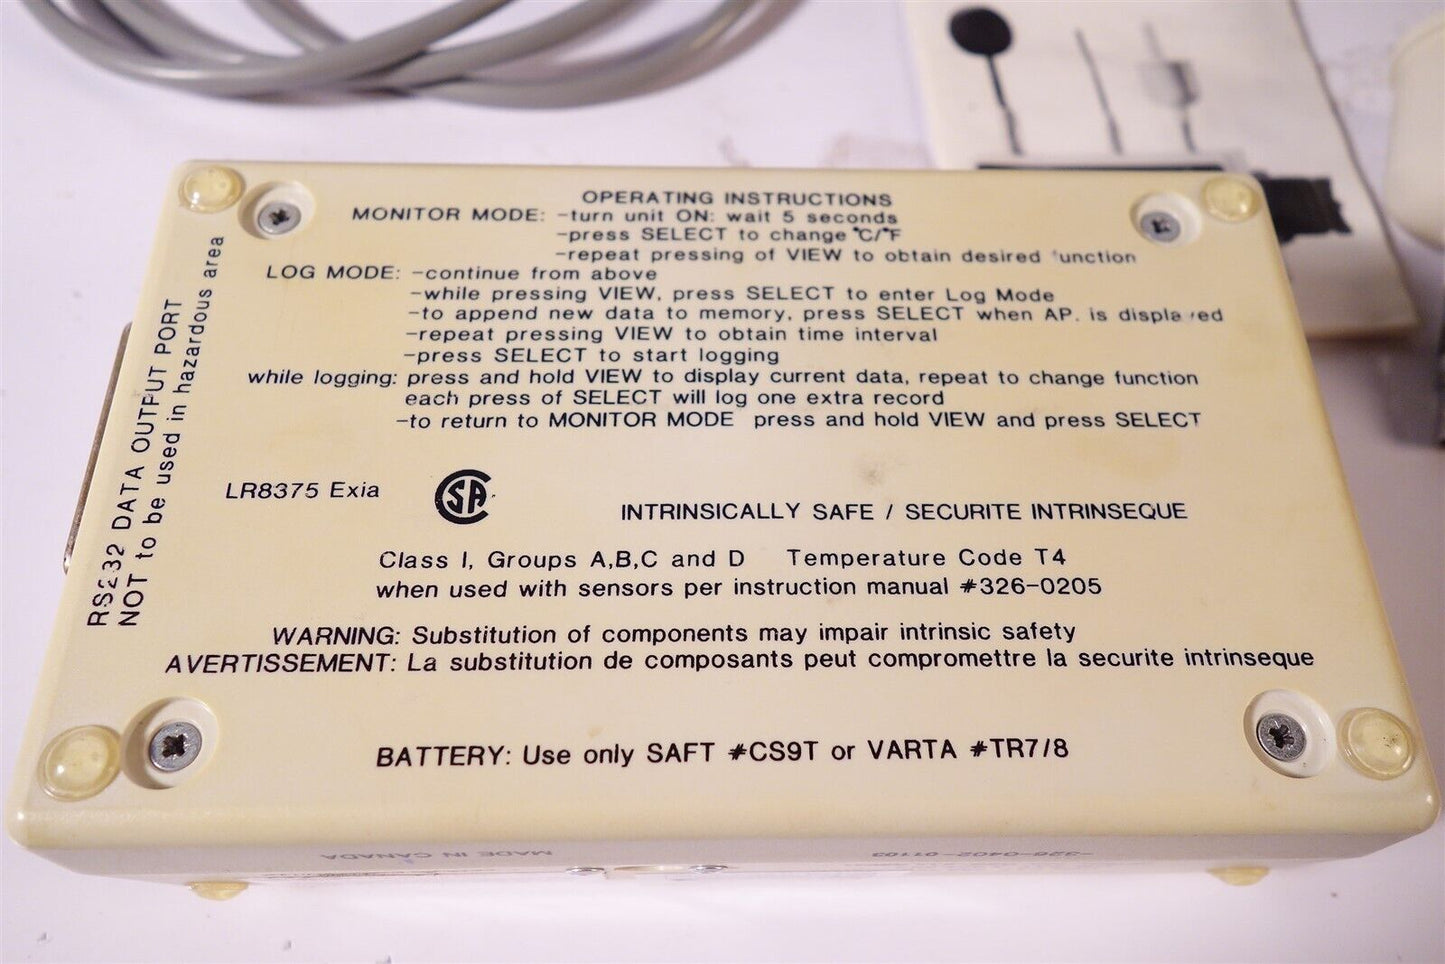 OPERATING INSTRUCTIONS
MONITOR MODE: -turn unit ON: wait 5 seconds
-press SELECT to change °C/°F
-repeat pressing of VIEW to obtain desired unction
LOG MODE: -continue from above
-while pressing VIEW, press SELECT to enter Log Mode
-to append new data to memory, press SELECT when AP. is displa ed
-repeat pressing VIEW to obtain time interval
-press SELECT to start logging
while logging: press and hold VIEW to display current data, repeat to change function
each press of SELECT will log one extra record
-to return to MONITOR MODE press and hold VIEW and press SELECT
RS232 DATA OUTPUT PORT
NOT to be used in hazardous area
LR8375 Exia
CSA
INTRINSICALLY SAFE / SECURITE INTRINSEQUE
Class I, Groups A,B,C and D Temperature Code T4
when used with sensors per instruction manual #326-0205
WARNING: Substitution of components may impair intrinsic safety
AVERTISSEMENT: La substitution de composants peut compromettre la securite intrinseque
BATTERY: Use only SAFT #CS9T or VARTA #TR7/8
MADE IN CANADA
-326-0402-01103